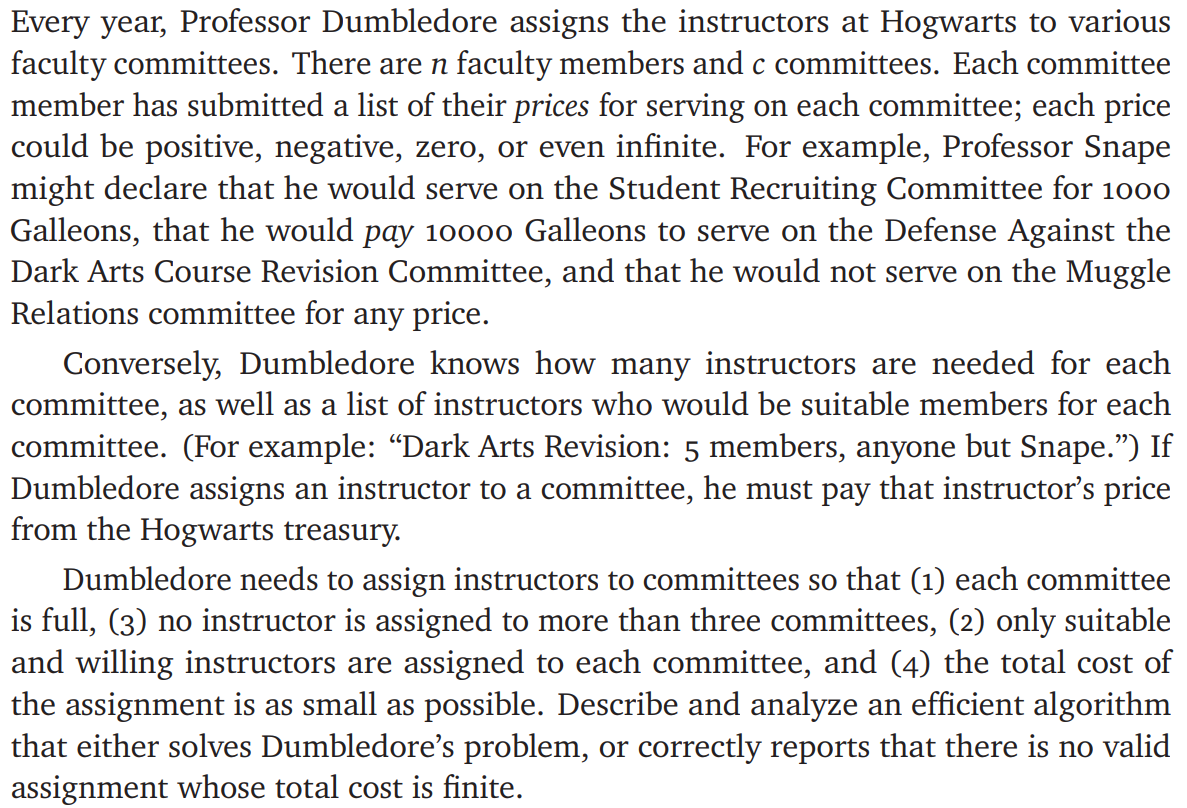 Every year, Professor Dumbledore assigns the instructors at Hogwarts to various
faculty committees. There are n faculty members and c committees. Each committee
member has submitted a list of their prices for serving on each committee; each price
could be positive, negative, zero, or even infinite. For example, Professor Snape
might declare that he would serve on the Student Recruiting Committee for 1000
Galleons, that he would pay 10000 Galleons to serve on the Defense Against the
Dark Arts Course Revision Committee, and that he would not serve on the Muggle
Relations committee for any price.
Conversely, Dumbledore knows how many instructors are needed for each
committee, as well as a list of instructors who would be suitable members for each
committee. (For example: “Dark Arts Revision: 5 members, anyone but Snape.”) If
Dumbledore assigns an instructor to a committee, he must pay that instructor’s price
from the Hogwarts treasury.
Dumbledore needs to assign instructors to committees so that (1) each committee
is full, (3) no instructor is assigned to more than three committees, (2) only suitable
and willing instructors are assigned to each committee, and (4) the total cost of
the assignment is as small as possible. Describe and analyze an efficient algorithm
that either solves Dumbledore’s problem, or correctly reports that there is no valid
assignment whose total cost is finite.